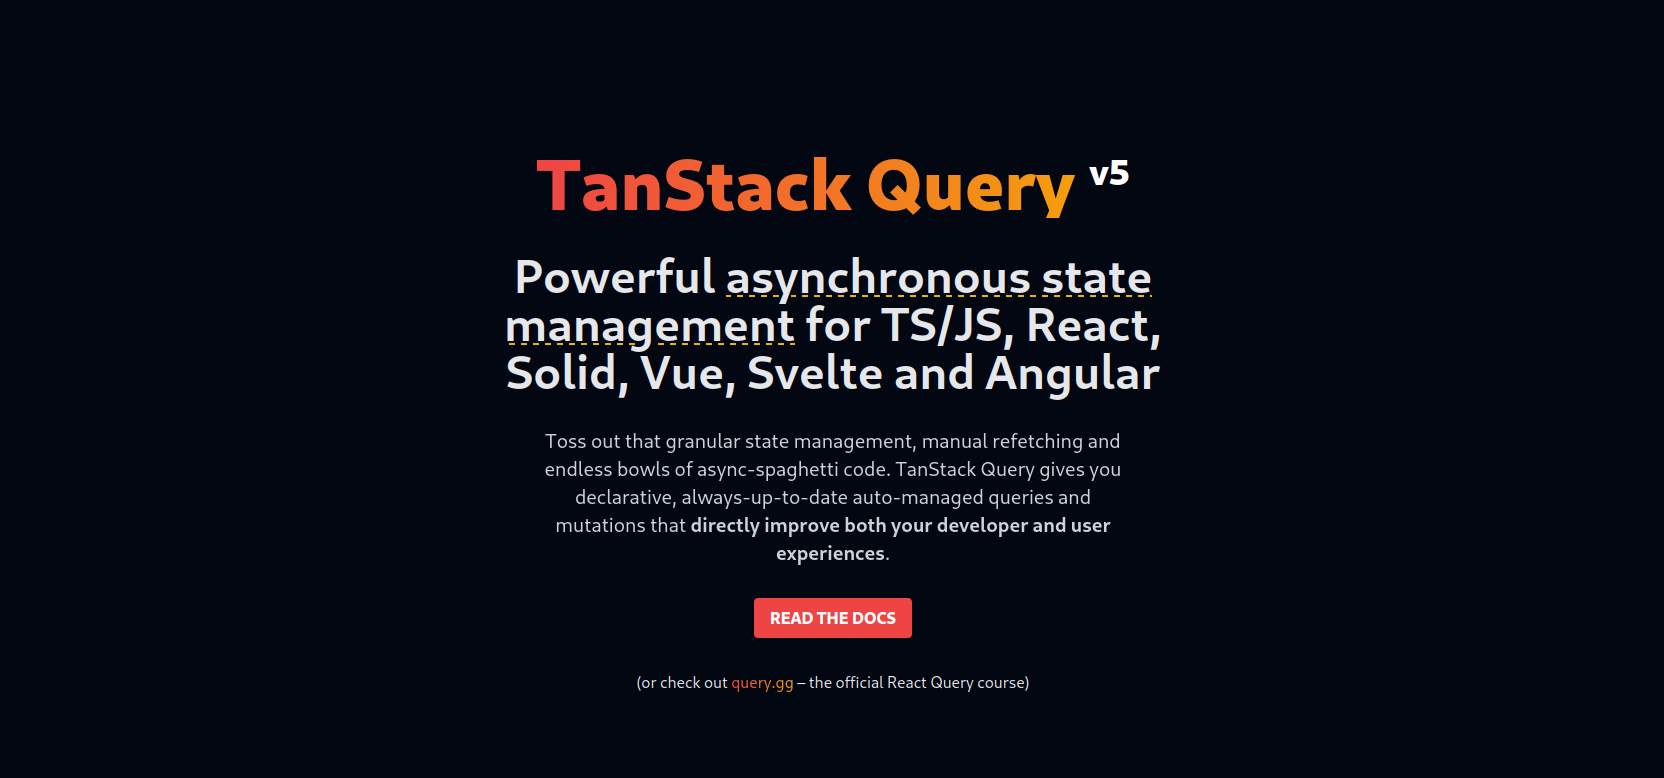 TanStack Query v5
Powerful asynchronous state
management for TS/JS, React,
Solid, Vue, Svelte and Angular
Toss out that granular state management, manual refetching and
endless bowls of async-spaghetti code. TanStack Query gives you
declarative, always-up-to-date auto-managed queries and
mutations that directly improve both your developer and user
experiences.
READ THE DOCS
(or check out query.gg – the official React Query course)